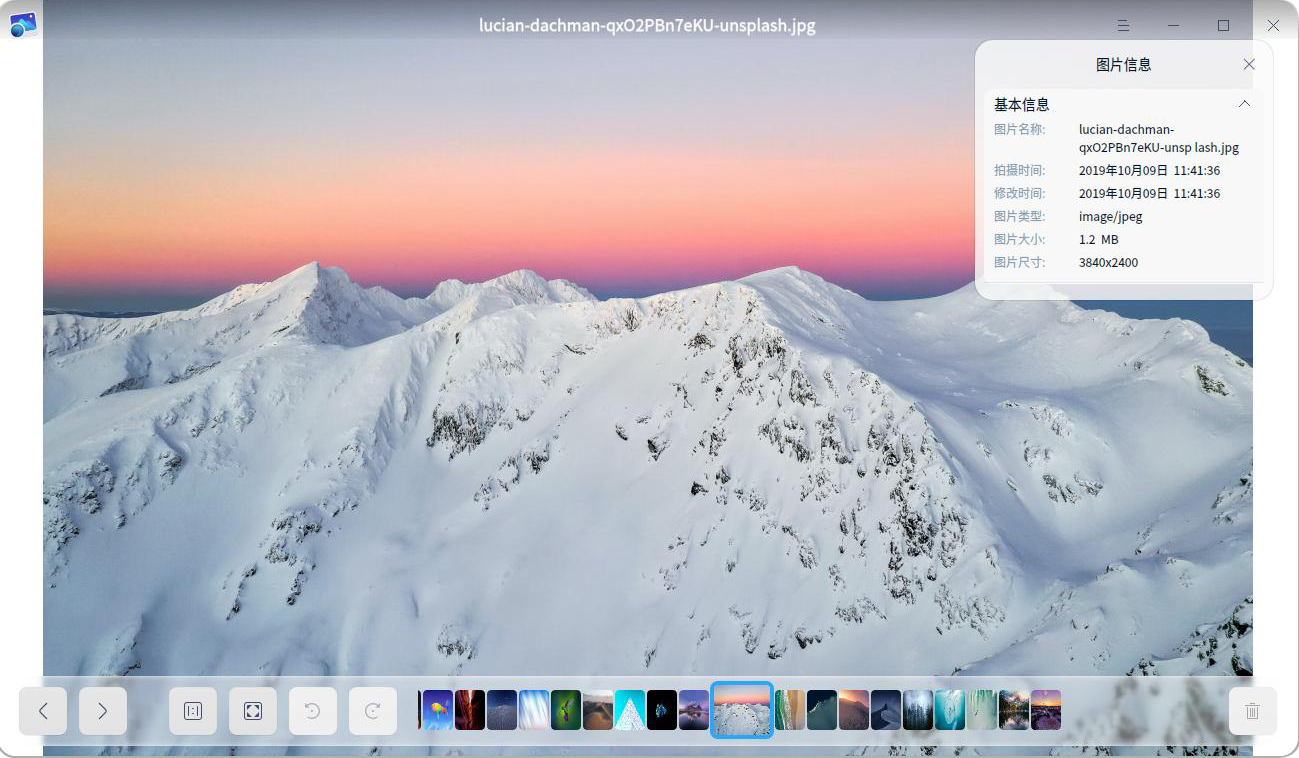 lucian-dachman-qxO2PBn7eKU-unsplash.jpg
图片信息
基本信息
图片名称: lucian-dachman-
qxO2PBn7eKU-unsp lash.jpg
拍摄时间: 2019年10月09日 11:41:36
修改时间: 2019年10月09日 11:41:36
图片类型: image/jpeg
图片大小: 1.2 MB
图片尺寸: 3840x2400